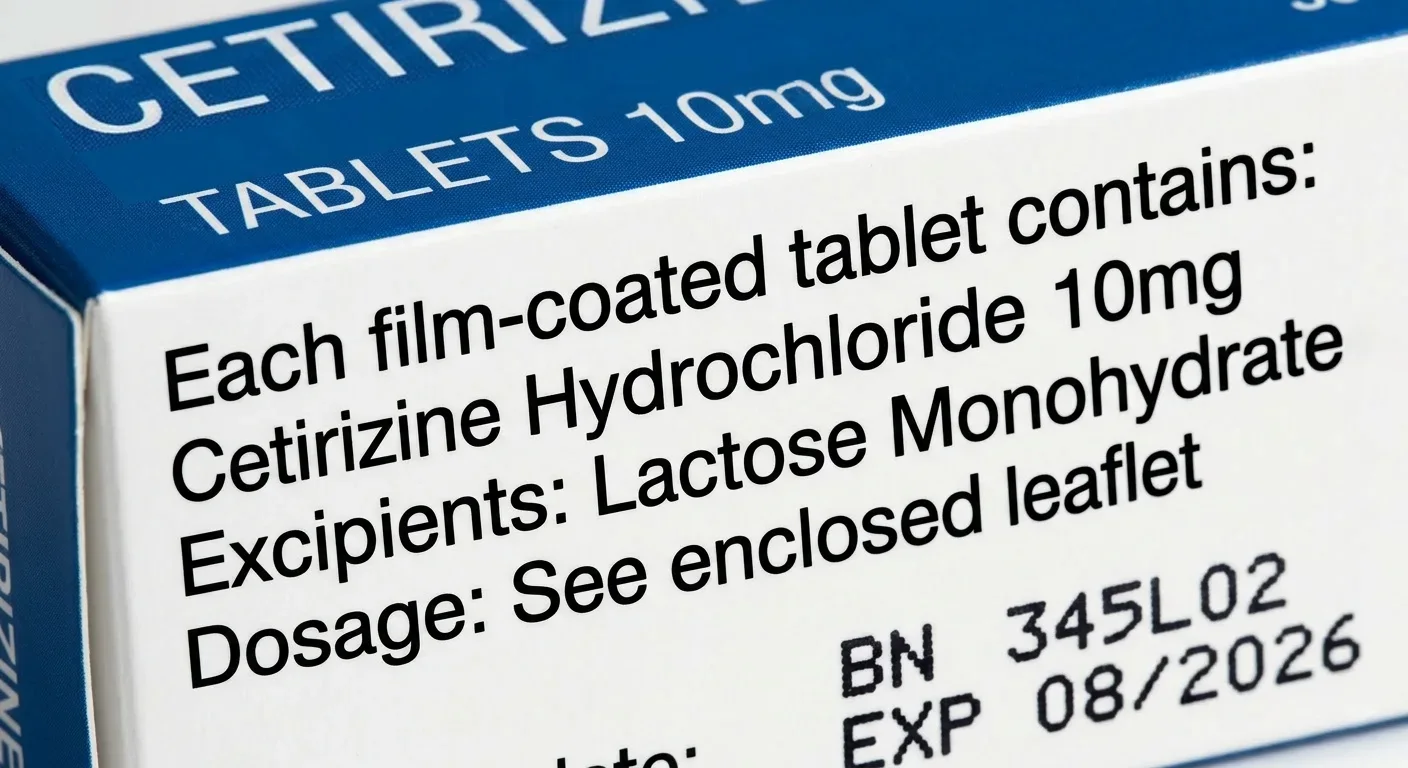 TABLETS 10mg
Each film-coated tablet contains:
Cetirizine Hydrochloride 10mg
Excipients: Lactose Monohydrate
Dosage: See enclosed leaflet
BN 345L02
EXP 08/2026
CETIRIZINE